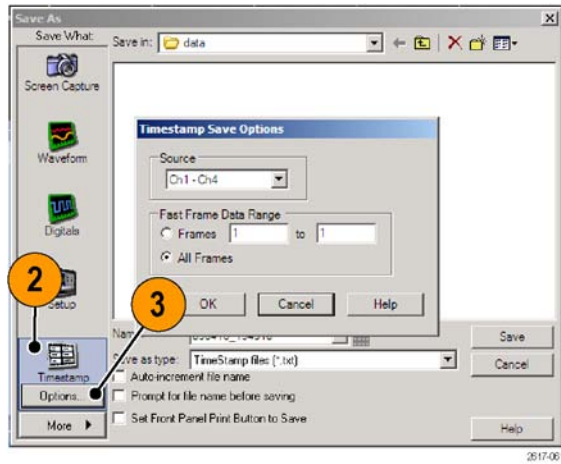 Save As
Save What:
Save in: data
Screen Capture
Waveform
Digitals
Setup
Timestamp
Options...
More
Timestamp Save Options
Source
Ch1 - Ch4
Fast Frame Data Range
Frames 1 to 1
All Frames
OK Cancel Help
2
3
Save
Save as type: TimeStamp files (*.txt)
Cancel
Auto-increment file name
Prompt for file name before saving
Set Front Panel Print Button to Save
Help
2617-06